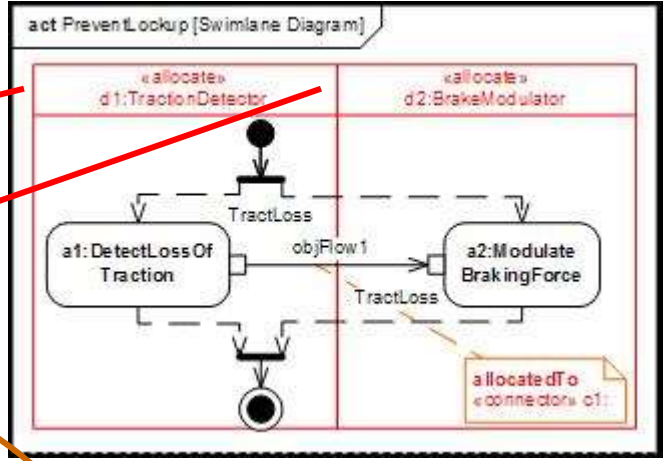 act PreventLockup [Swimlane Diagram]
«allocate»
d1:TractionDetector
«allocate»
d2:BrakeModulator
TractLoss
a1:DetectLossOf
Traction
objFlow1
a2:Modulate
BrakingForce
TractLoss
allocatedTo
«connector» c1: